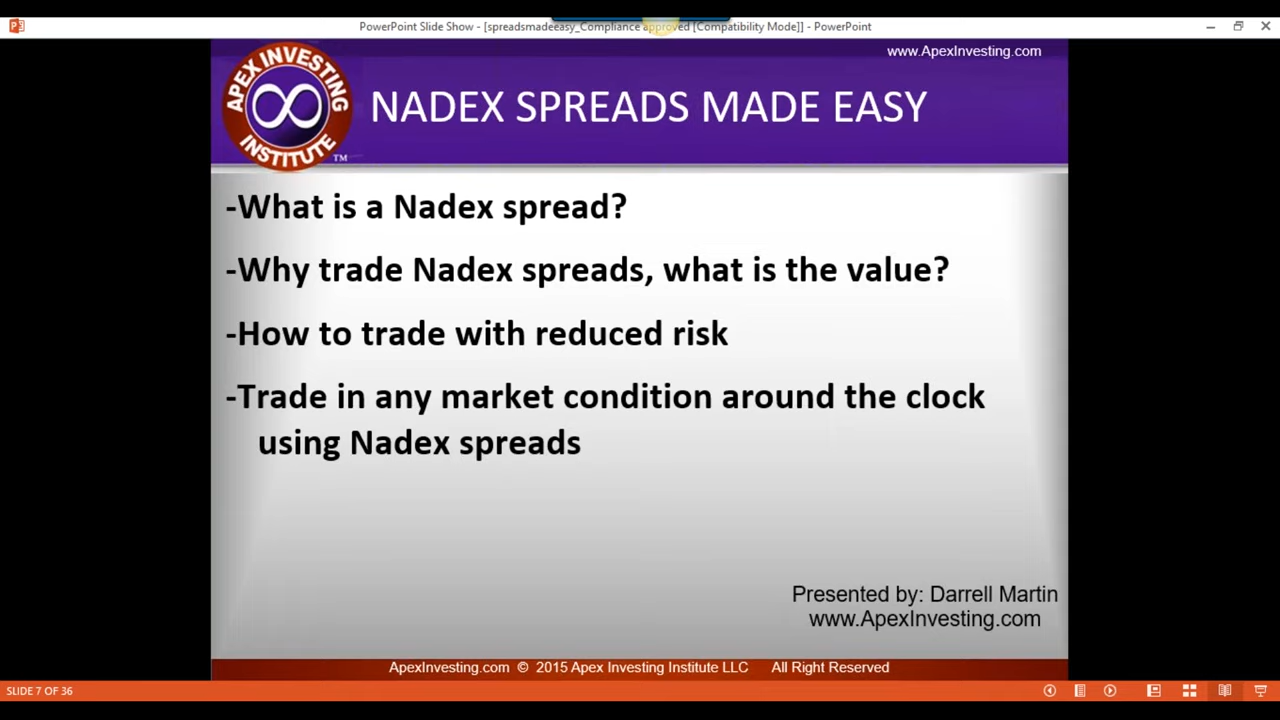 PowerPoint Slide Show - [spreadsmadeeasy_Compliance approved [Compatibility Mode]] - PowerPoint
www.ApexInvesting.com
APEX INVESTING
INSTITUTE
TM
NADEX SPREADS MADE EASY
-What is a Nadex spread?
-Why trade Nadex spreads, what is the value?
-How to trade with reduced risk
-Trade in any market condition around the clock
using Nadex spreads
Presented by: Darrell Martin
www.ApexInvesting.com
ApexInvesting.com © 2015 Apex Investing Institute LLC All Right Reserved
SLIDE 7 OF 36